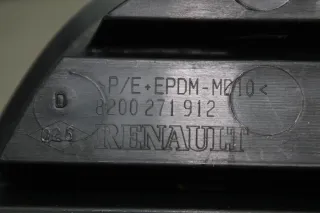 P/E+EPDM-MD10<
D 8200 271 912
RENAULT